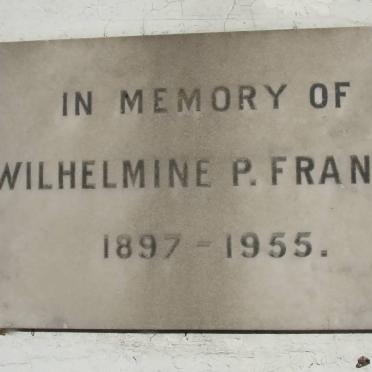 IN MEMORY OF
WILHELMINE P. FRAN
1897 - 1955.